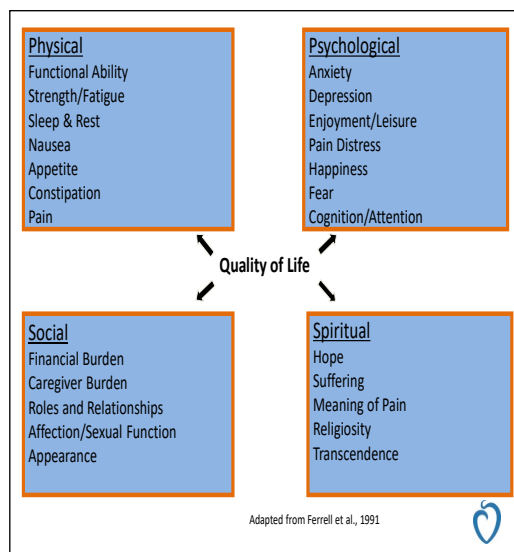 Physical
Functional Ability
Strength/Fatigue
Sleep & Rest
Nausea
Appetite
Constipation
Pain
Psychological
Anxiety
Depression
Enjoyment/Leisure
Pain Distress
Happiness
Fear
Cognition/Attention
Quality of Life
Social
Financial Burden
Caregiver Burden
Roles and Relationships
Affection/Sexual Function
Appearance
Spiritual
Hope
Suffering
Meaning of Pain
Religiosity
Transcendence
Adapted from Ferrell et al., 1991